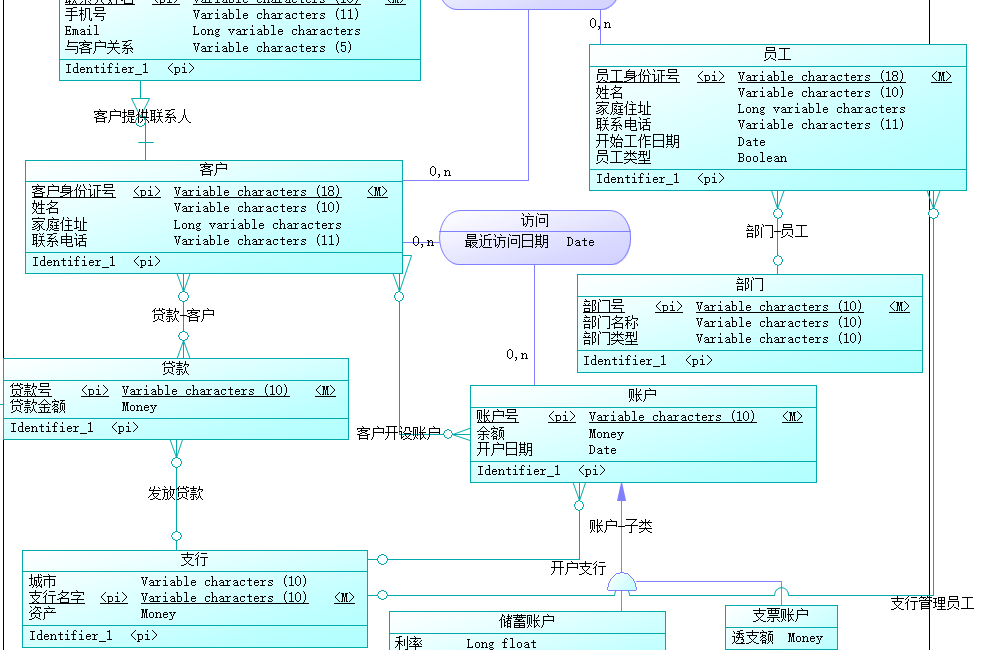 联系人姓名 <pi> Variable characters (10) <M>
手机号 Variable characters (11)
Email Long variable characters
与客户关系 Variable characters (5)
Identifier_1 <pi>
客户提供联系人
0,n
员工
员工身份证号 <pi> Variable characters (18) <M>
姓名 Variable characters (10)
家庭住址 Long variable characters
联系电话 Variable characters (11)
开始工作日期 Date
员工类型 Boolean
Identifier_1 <pi>
客户
客户身份证号 <pi> Variable characters (18) <M>
姓名 Variable characters (10)
家庭住址 Long variable characters
联系电话 Variable characters (11)
Identifier_1 <pi>
0,n
访问
最近访问日期 Date
0,n
部门-员工
部门
部门号 <pi> Variable characters (10) <M>
部门名称 Variable characters (10)
部门类型 Variable characters (10)
Identifier_1 <pi>
贷款-客户
0,n
贷款
贷款号 <pi> Variable characters (10) <M>
贷款金额 Money
Identifier_1 <pi>
客户开设账户
账户
账户号 <pi> Variable characters (10) <M>
余额 Money
开户日期 Date
Identifier_1 <pi>
发放贷款
账户-子类
开户支行
支行
城市 Variable characters (10)
支行名字 <pi> Variable characters (10) <M>
资产 Money
Identifier_1 <pi>
支行管理员工
储蓄账户
利率 Long float
支票账户
透支额 Money